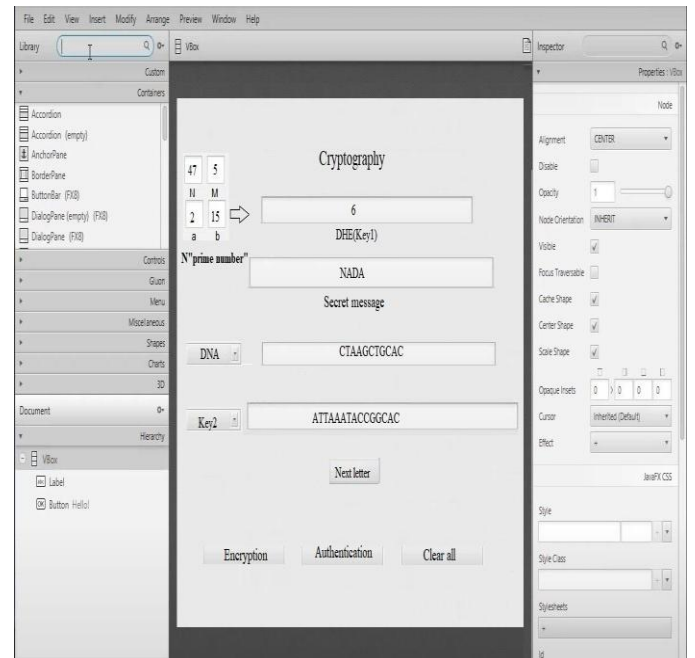 File Edit View Insert Modify Arrange Preview Window Help
Library
VBox
Inspector
Custom
Properties : VBox
Containers
Node
Accordion
Accordion (empty)
AnchorPane
BorderPane
ButtonBar (FX8)
DialogPane (empty) (FX8)
DialogPane (FX8)
Controls
Gluon
Menu
Miscellaneous
Shapes
Charts
3D
Document
Hierarchy
VBox
Label
Button Hello!
Cryptography
47 5
N M
2 15
a b
6
DHE(Key1)
N"prime number"
NADA
Secret message
DNA
CTAAGCTGCAC
Key2
ATTAAATACCGGCAC
Next letter
Encryption Authentication Clear all
Alignment CENTER
Disable
Opacity 1
Node Orientation INHERIT
Visible
Focus Traversable
Cache Shape
Center Shape
Scale Shape
Opaque Insets 0 0 0 0
Cursor Inherited (Default)
Effect +
JavaFX CSS
Style
Style Class
Stylesheets
+
Id